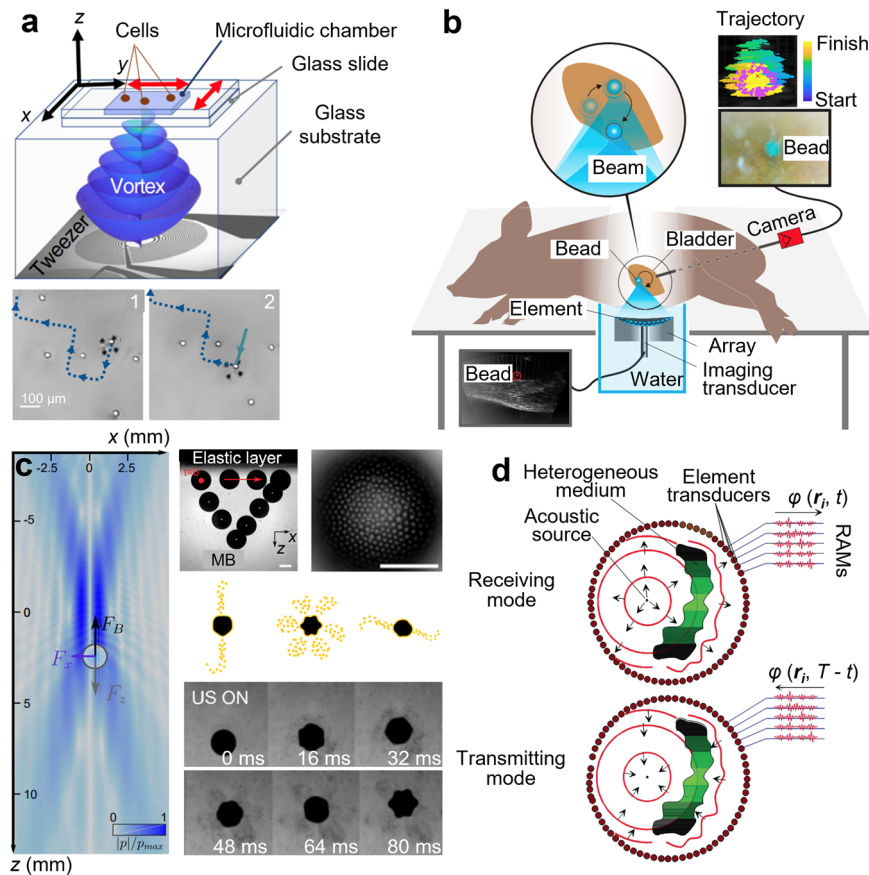 a
z
y
x
Cells
Microfluidic chamber
Glass slide
Glass
substrate
Vortex
Tweezer
1
2
100 μm
b
Trajectory
Finish
Start
Bead
Beam
Camera
Bead
Bladder
Element
Array
Imaging
transducer
Water
Bead
c
x (mm)
-2.5
0
2.5
-5
0
5
10
F_B
F_x
F_z
0
1
|p|/p_max
z (mm)
Elastic layer
t=0
x
z
MB
US ON
0 ms
16 ms
32 ms
48 ms
64 ms
80 ms
d
Heterogeneous
medium
Element
transducers
Acoustic
source
φ (r_i, t)
RAMs
Receiving
mode
φ (r_i, T - t)
Transmitting
mode